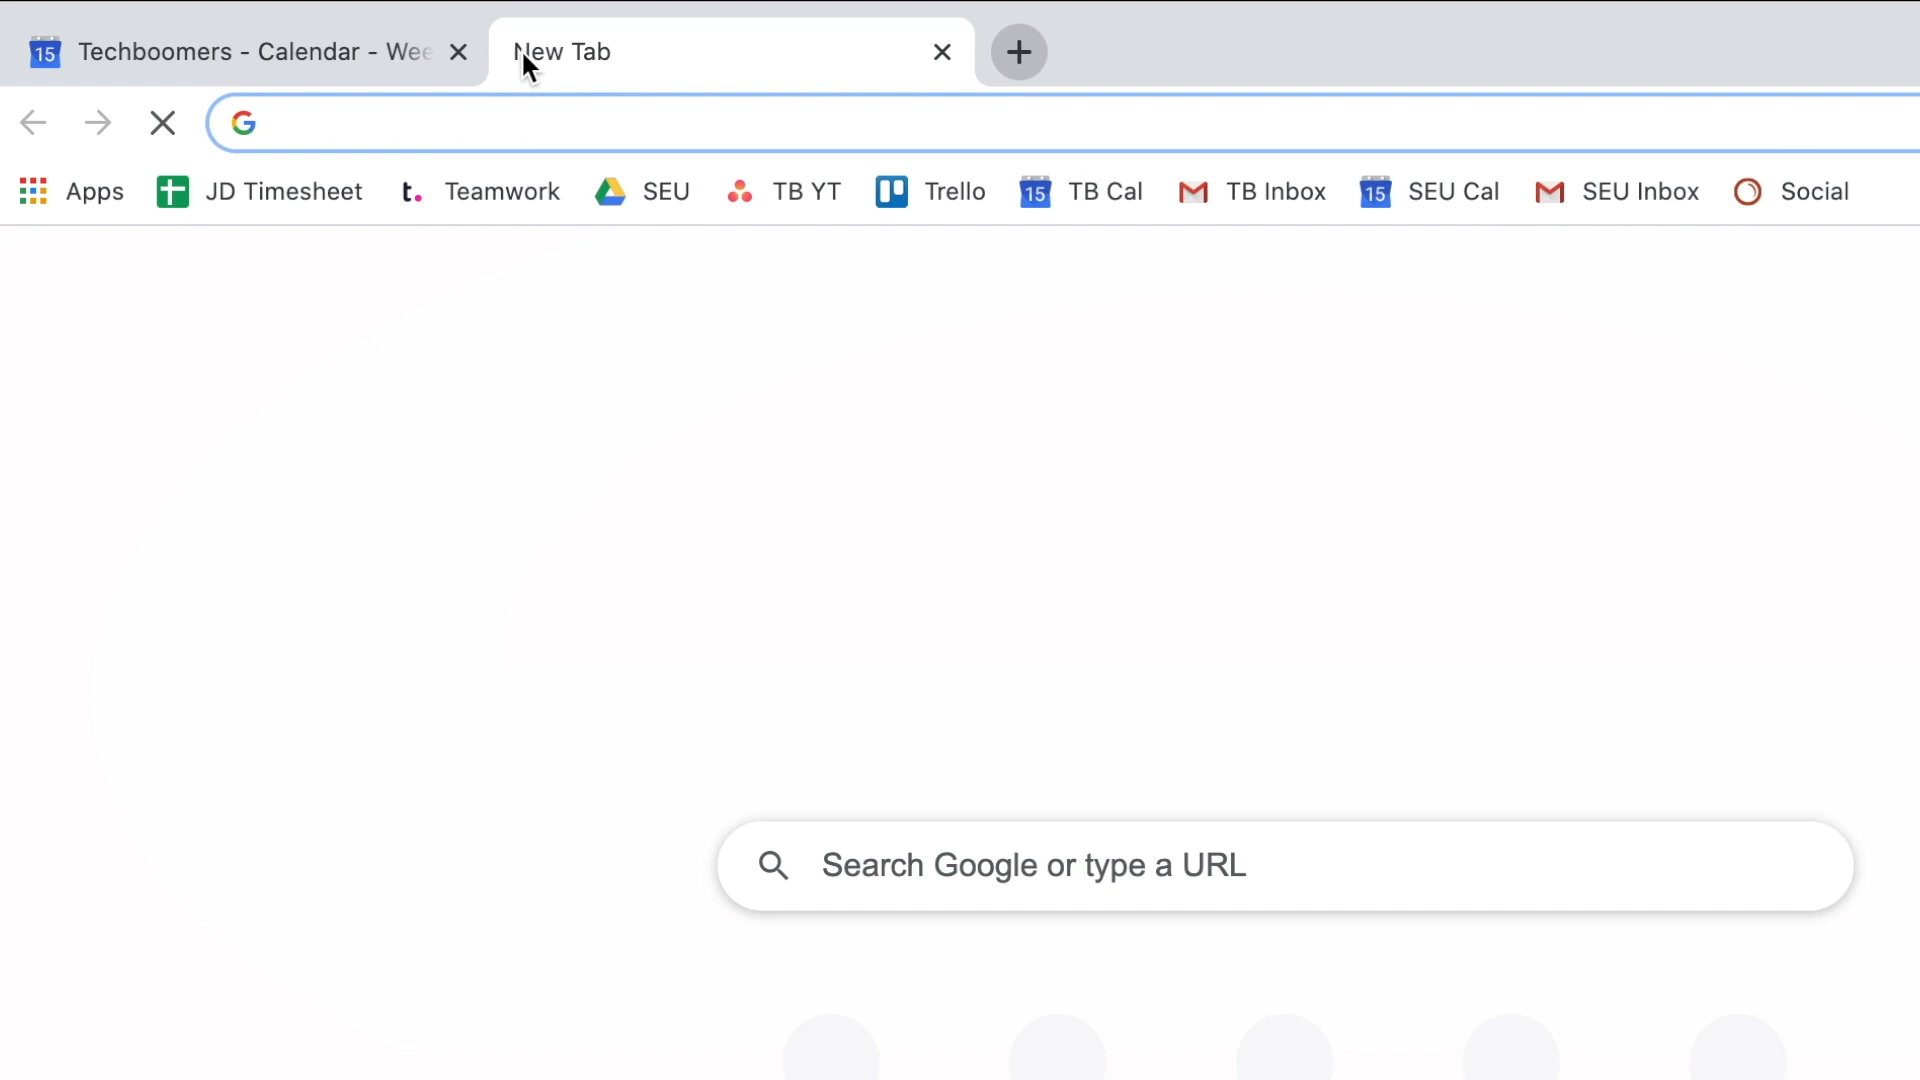 15 Techboomers - Calendar - Wee New Tab
Apps JD Timesheet t. Teamwork SEU TB YT Trello 15 TB Cal TB Inbox 15 SEU Cal SEU Inbox Social
Search Google or type a URL